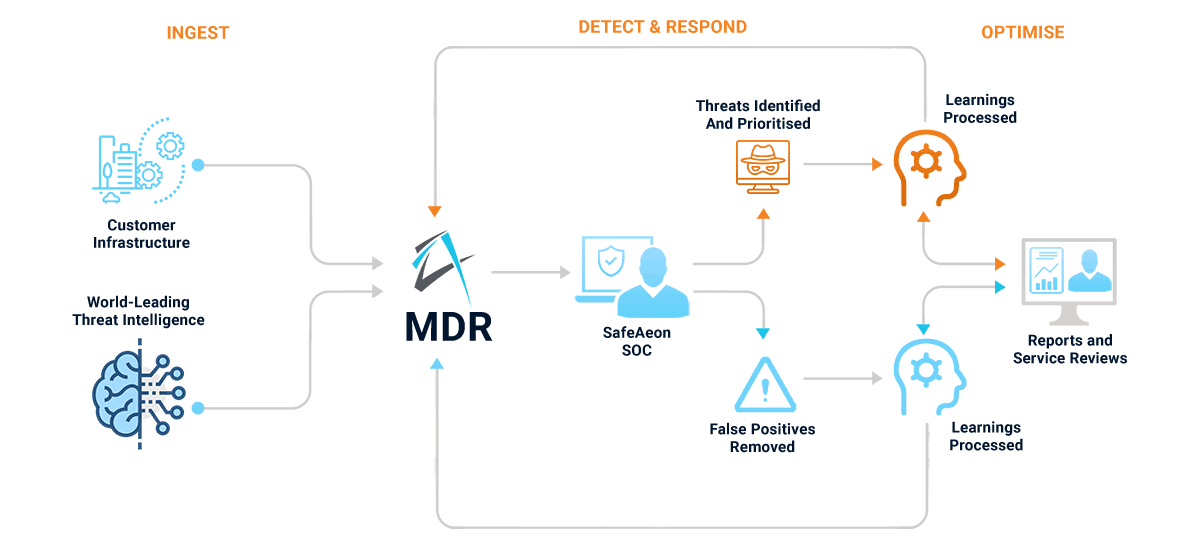 INGEST
DETECT & RESPOND
OPTIMISE
Customer
Infrastructure
World-Leading
Threat Intelligence
MDR
SafeAeon
SOC
Threats Identified
And Prioritised
False Positives
Removed
Learnings
Processed
Learnings
Processed
Reports and
Service Reviews